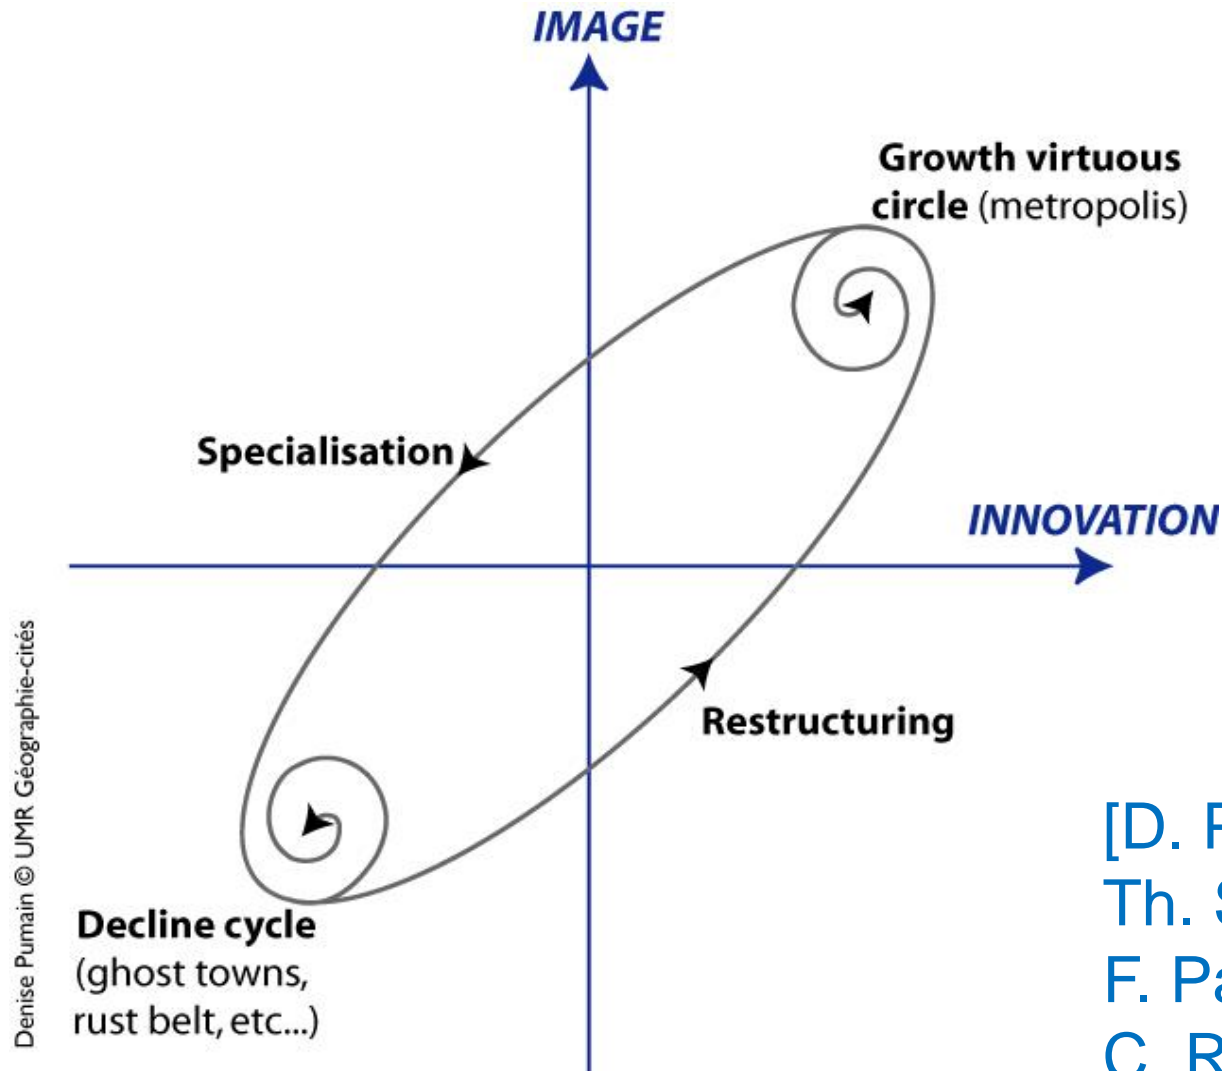 IMAGE
Growth virtuous
circle (metropolis)
Specialisation
INNOVATION
Restructuring
Decline cycle
(ghost towns,
rust belt, etc...)
Denise Pumain © UMR Géographie-cités
[D.
Th.
F.
C.